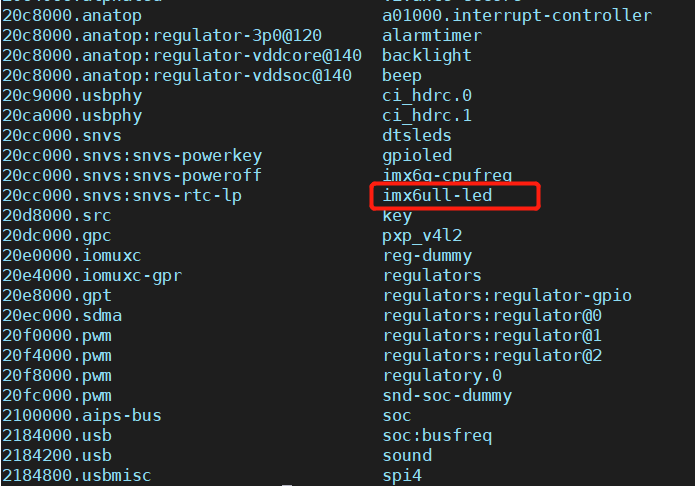 20c8000.anatop a01000.interrupt-controller
20c8000.anatop:regulator-3p0@120 alarmtimer
20c8000.anatop:regulator-vddcore@140 backlight
20c8000.anatop:regulator-vddsoc@140 beep
20c9000.usbphy ci_hdrc.0
20ca000.usbphy ci_hdrc.1
20cc000.snvs dtsleds
20cc000.snvs:snvs-powerkey gpioled
20cc000.snvs:snvs-poweroff imx6q-cpufreq
20cc000.snvs:snvs-rtc-lp imx6ull-led
20d8000.src key
20dc000.gpc pxp_v4l2
20e0000.iomuxc reg-dummy
20e4000.iomuxc-gpr regulators
20e8000.gpt regulators:regulator-gpio
20ec000.sdma regulators:regulator@0
20f0000.pwm regulators:regulator@1
20f4000.pwm regulators:regulator@2
20f8000.pwm regulatory.0
20fc000.pwm snd-soc-dummy
2100000.aips-bus soc
2184000.usb soc:busfreq
2184200.usb sound
2184800.usbmisc spi4